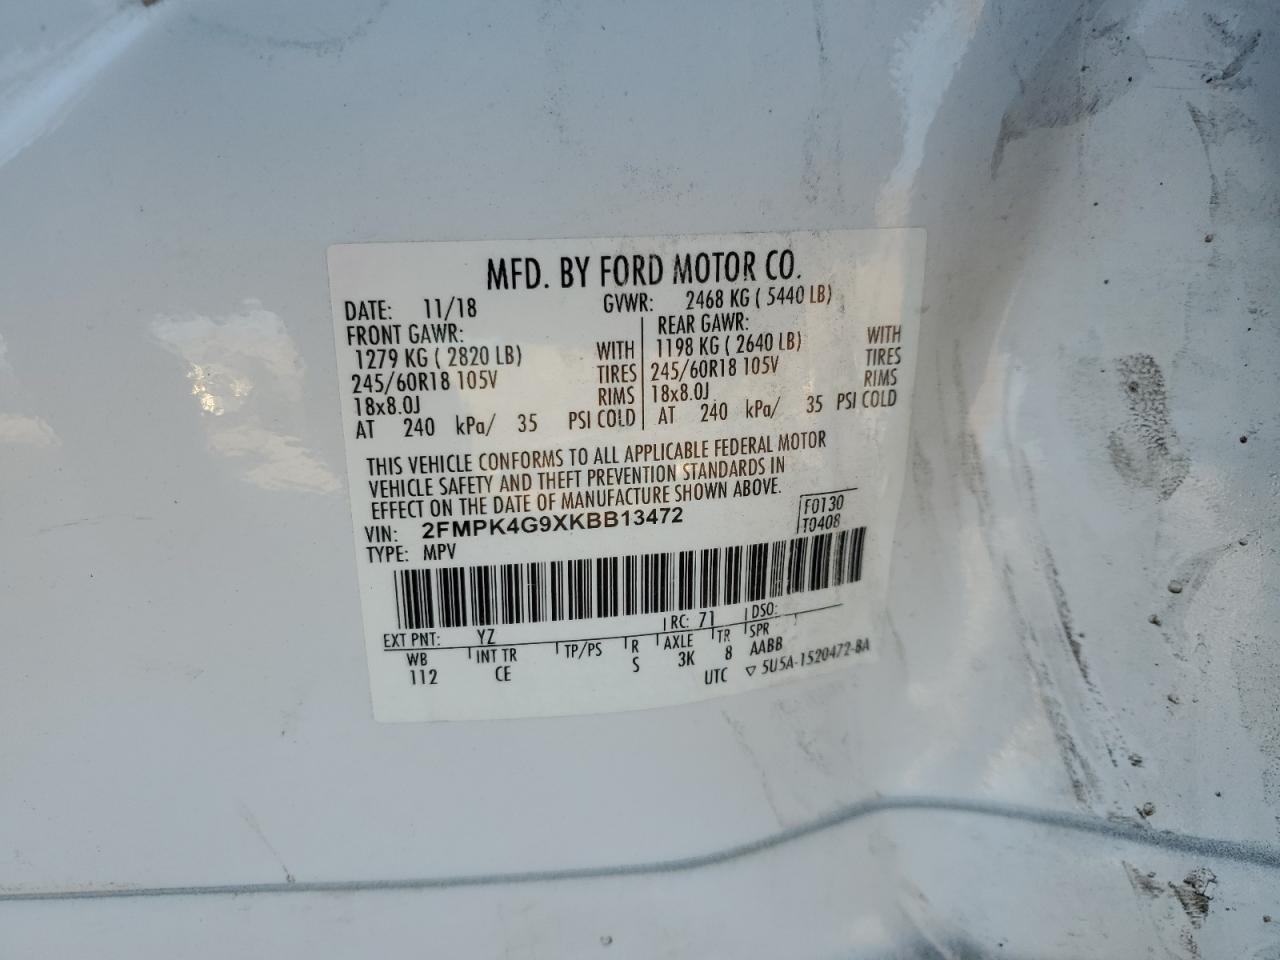 MFD. BY FORD MOTOR CO.
DATE: 11/18 GVWR: 2468 KG ( 5440 LB)
FRONT GAWR: REAR GAWR:
1279 KG ( 2820 LB) WITH 1198 KG ( 2640 LB) WITH
245/60R18 105V TIRES 245/60R18 105V TIRES
18x8.0J RIMS 18x8.0J RIMS
AT 240 kPa/ 35 PSI COLD AT 240 kPa/ 35 PSI COLD
THIS VEHICLE CONFORMS TO ALL APPLICABLE FEDERAL MOTOR
VEHICLE SAFETY AND THEFT PREVENTION STANDARDS IN
EFFECT ON THE DATE OF MANUFACTURE SHOWN ABOVE.
VIN: 2FMPK4G9XKBB13472 F0130
TYPE: MPV T0408
EXT PNT: YZ RC: 71 DSO:
WB INT TR TP/PS R AXLE TR SPR
112 CE S 3K 8 AABB
UTC ▽ 5U5A-1520472-BA